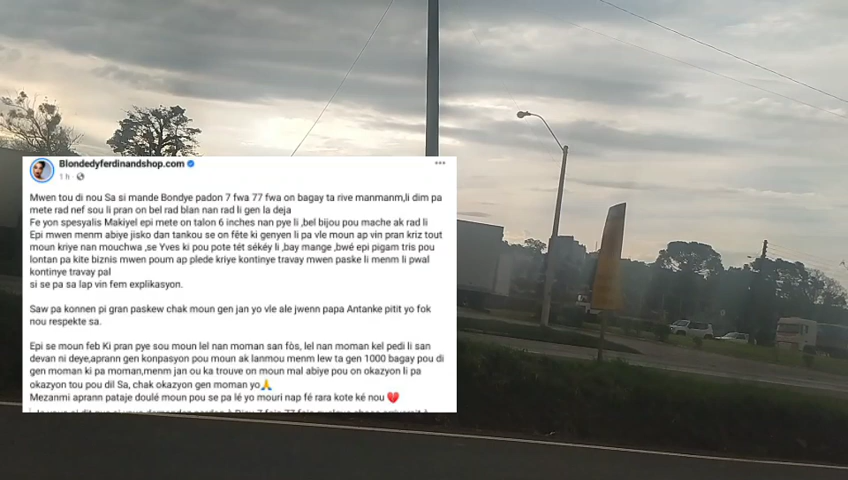 Blondedyferdinandshop.com
1 h
Mwen tou di nou Sa si mande Bondye padon 7 fwa 77 fwa on bagay ta rive manmanm,li dim pa
mete rad nef sou li pran on bel rad blan nan rad li gen la deja
Fe yon spesyalis Makiyel epi mete on talon 6 inches nan pye li ,bel bijou pou mache ak rad li
Epi mwen menm abiye jisko dan tankou se on fête ki genyen li pa vle moun ap vin pran kriz tout
moun kriye nan mouchwa ,se Yves ki pou pote tét sékéy li ,bay mange ,bwé epi pigam tris pou
lontan pa kite biznis mwen poum ap plede kriye kontinye travay mwen paske li menm li pwal
kontinye travay pal
si se pa sa lap vin fem explikasyon.
Saw pa konnen pi gran paskew chak moun gen jan yo vle ale jwenn papa Antanke pitit yo fok
nou respekte sa.
Epi se moun feb Ki pran pye sou moun lel nan moman san fòs, lel nan moman kel pedi li san
devan ni deye,aprann gen konpasyon pou moun ak lanmou menm lew ta gen 1000 bagay pou di
gen moman ki pa moman,menm jan ou ka trouve on moun mal abiye pou on okazyon li pa
okazyon tou pou dil Sa, chak okazyon gen moman yo🙏
Mezanmi aprann pataje doulé moun pou se pa lé yo mouri nap fé rara kote ké nou 💔